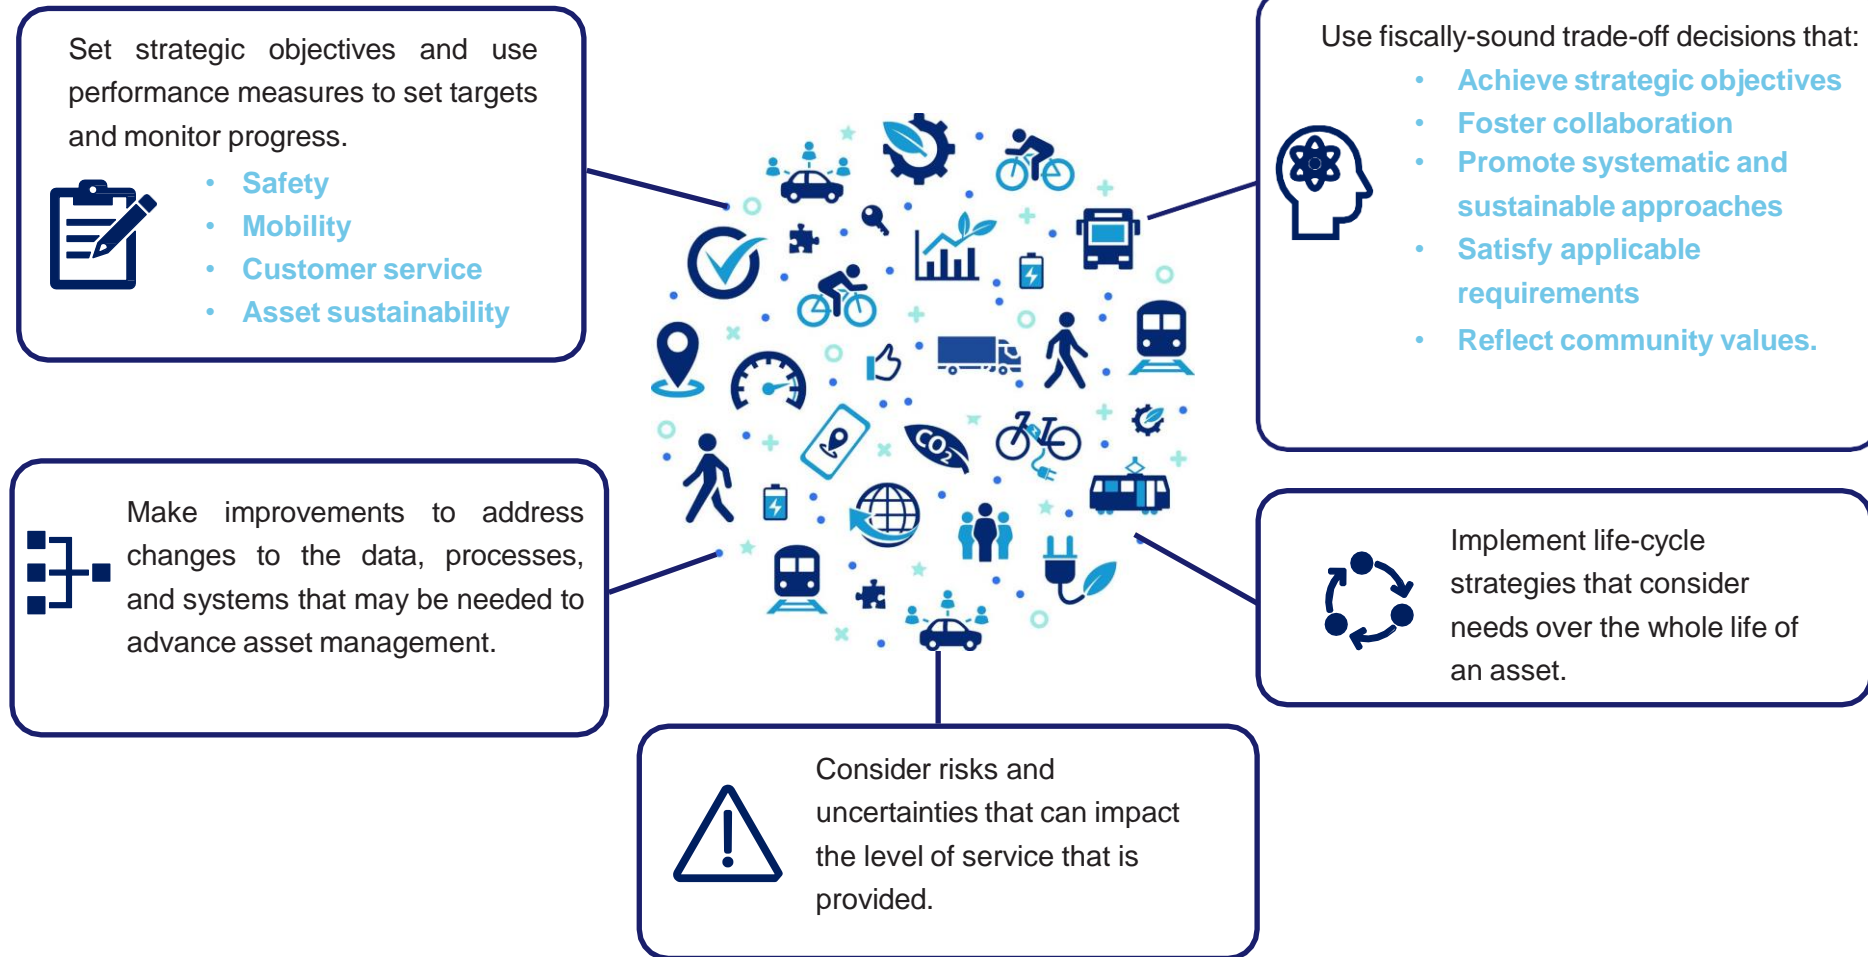 Set strategic objectives and use
performance measures to set targets
and monitor progress.
• Safety
• Mobility
• Customer service
• Asset sustainability
Use fiscally-sound trade-off decisions that:
• Achieve strategic objectives
• Foster collaboration
• Promote systematic and
sustainable approaches
• Satisfy applicable
requirements
• Reflect community values.
CO2
Make improvements to address
changes to the data, processes,
and systems that may be needed to
advance asset management.
Implement life-cycle
strategies that consider
needs over the whole life of
an asset.
Consider risks and
uncertainties that can impact
the level of service that is
provided.